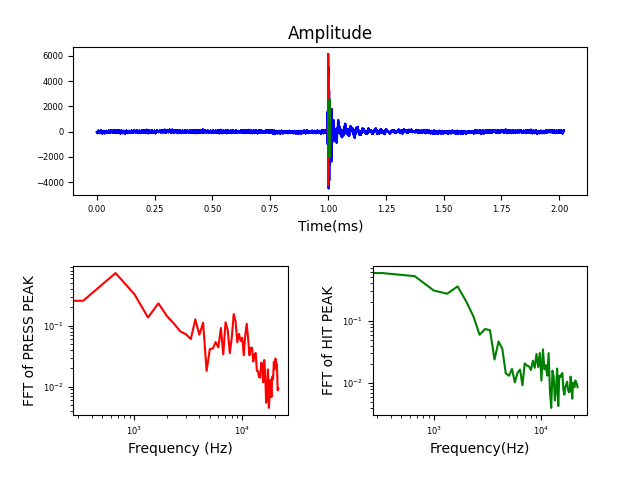 Amplitude
6000
4000
2000
0
−2000
−4000
0.00 0.25 0.50 0.75 1.00 1.25 1.50 1.75 2.00
Time(ms)
FFT of PRESS PEAK
10⁻¹
10⁻²
10³ 10⁴
Frequency (Hz)
FFT of HIT PEAK
10⁻¹
10⁻²
10³ 10⁴
Frequency(Hz)